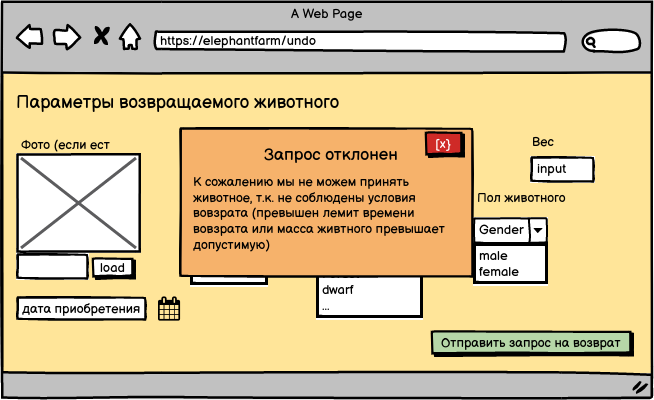 A Web Page
https://elephantfarm/undo
Параметры возвращаемого животного
Фото (если ест
load
дата приобретения
[x}
Запрос отклонен
К сожалению мы не можем принять
животное, т.к. не соблюдены условия
вовзрата (превышен лемит времени
вовзрата или масса живтного превышает
допустимую)
dwarf
...
Вес
input
Пол животного
Gender
male
female
Отправить запрос на возврат